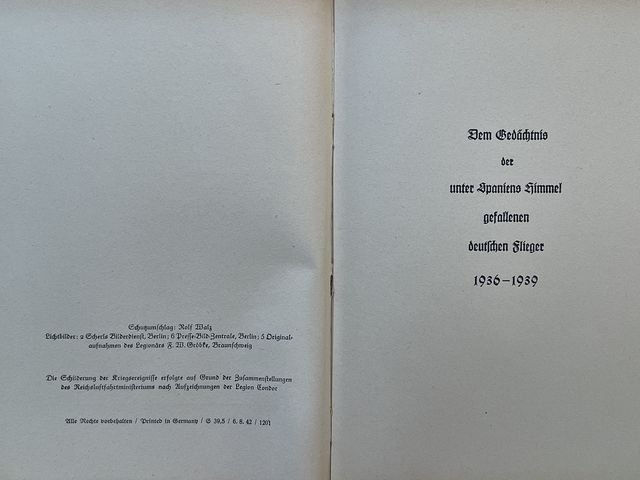 Schutzumschlag: Rolf Walz
Lichtbilder: 2 Scherls Bilderdienst, Berlin; 6 Presse-Bild-Zentrale, Berlin; 5 Original-
aufnahmen des Legionärs F. W. Gröbke, Braunschweig
Die Schilderung der Kriegsereignisse erfolgte auf Grund der Zusammenstellungen
des Reichsluftfahrtministeriums nach Aufzeichnungen der Legion Condor
Alle Rechte vorbehalten / Printed in Germany / S 39,5 / 6. 8. 42 / 1201
Dem Gedächtnis
der
unter Spaniens Himmel
gefallenen
deutschen Flieger
1936–1939